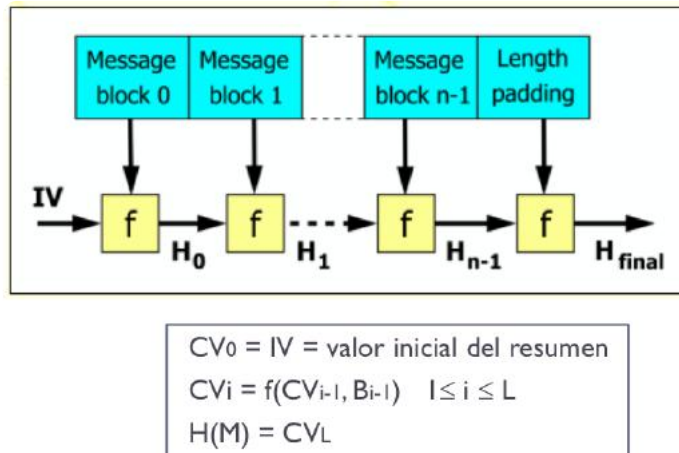 Message block 0
Message block 1
Message block n-1
Length padding
IV
f
f
f
f
H0
H1
Hn-1
Hfinal
CV0 = IV = valor inicial del resumen
CVi = f(CVi-1, Bi-1) 1≤ i ≤ L
H(M) = CVL